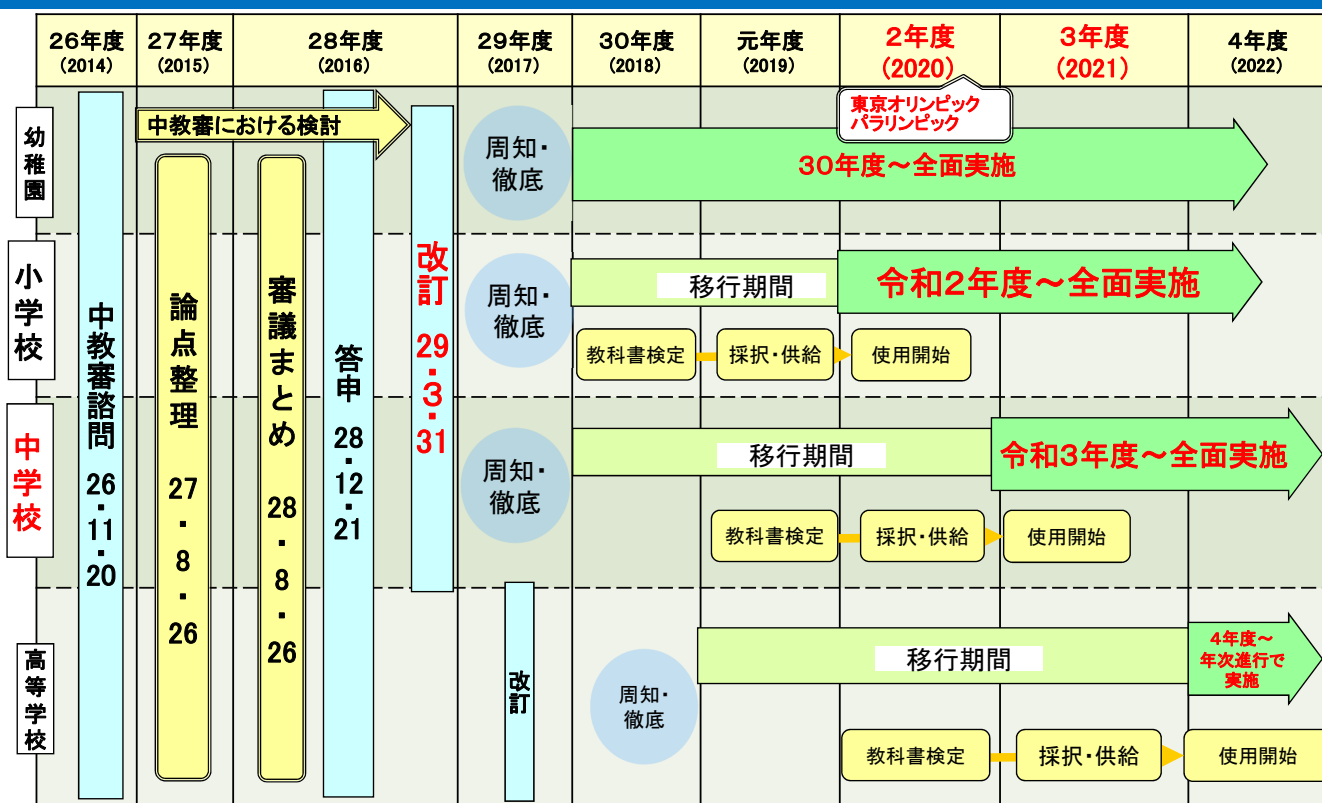 26年度
(2014)
27年度
(2015)
28年度
(2016)
29年度
(2017)
30年度
(2018)
元年度
(2019)
2年度
(2020)
3年度
(2021)
4年度
(2022)
東京オリンピック
パラリンピック
幼稚園
中教審における検討
周知・
徹底
30年度～全面実施
小学校
中教審諮問 26・11・20
論点整理 27・8・26
審議まとめ 28・8・26
答申 28・12・21
改訂 29・3・31
周知・
徹底
移行期間
令和2年度～全面実施
教科書検定
採択・供給
使用開始
中学校
周知・
徹底
移行期間
令和3年度～全面実施
教科書検定
採択・供給
使用開始
高等学校
改訂
周知・
徹底
移行期間
4年度～
年次進行で
実施
教科書検定
採択・供給
使用開始